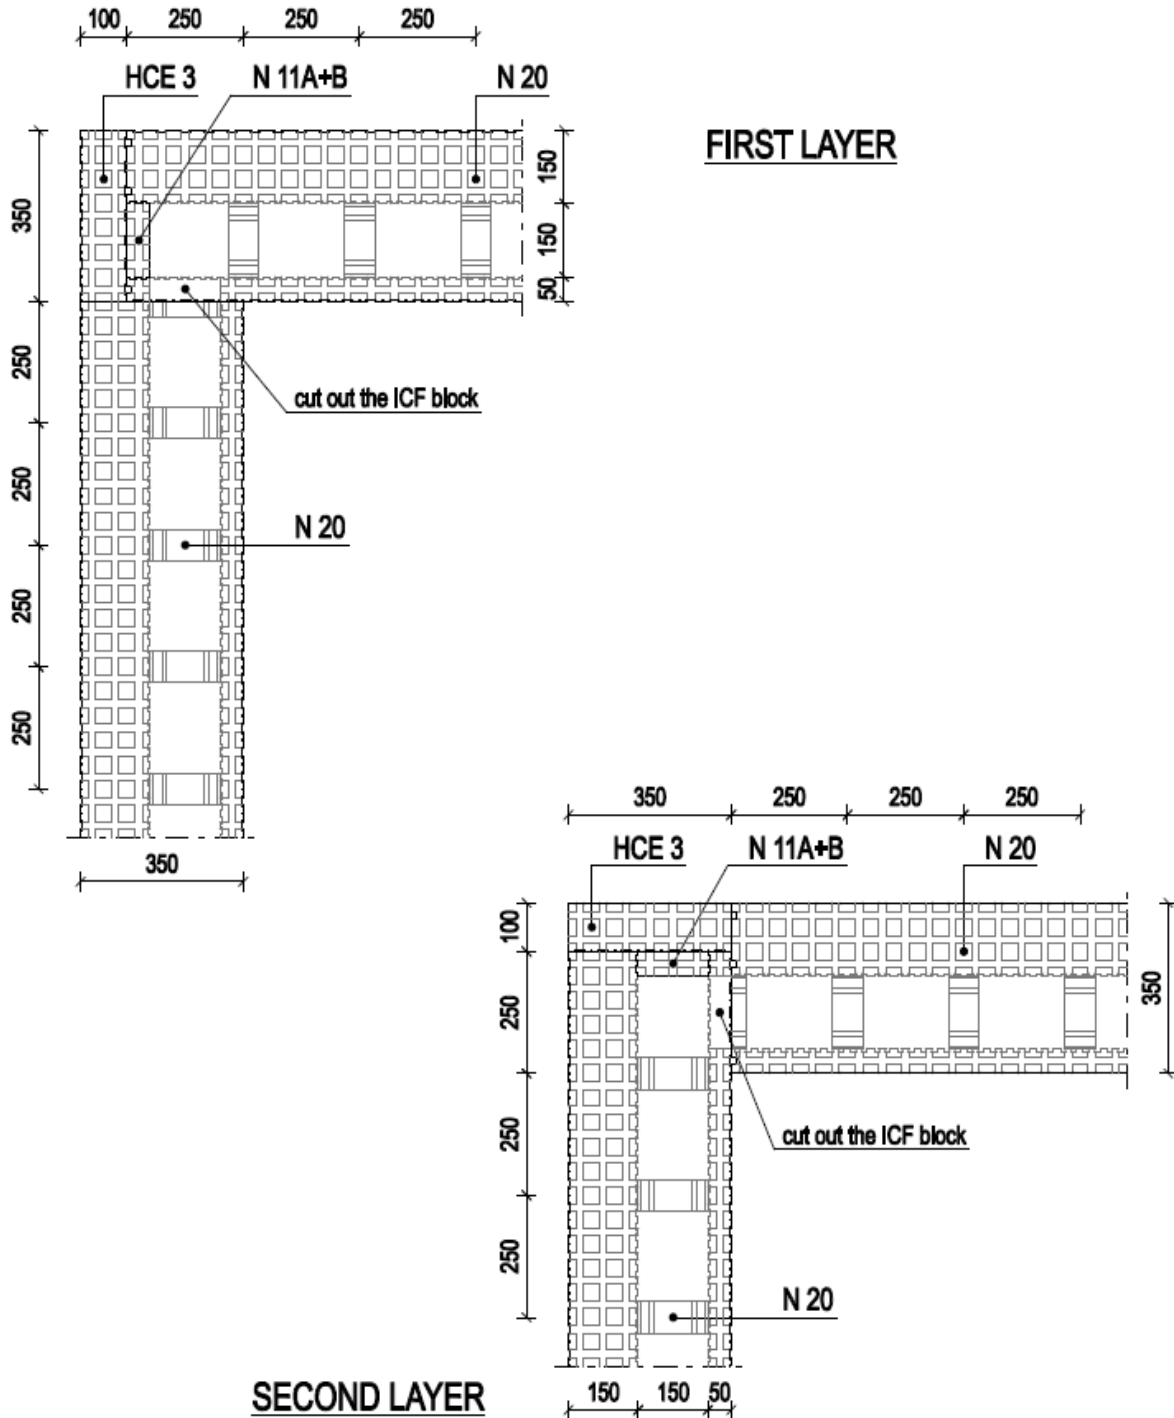 100 250 250 250
HCE 3 N 11A+B N 20
FIRST LAYER
350
150
150
50
250
cut out the ICF block
250
N 20
250
250
350
350 250 250 250
HCE 3 N 11A+B N 20
100
350
250
250
cut out the ICF block
250
N 20
SECOND LAYER
150 150 50